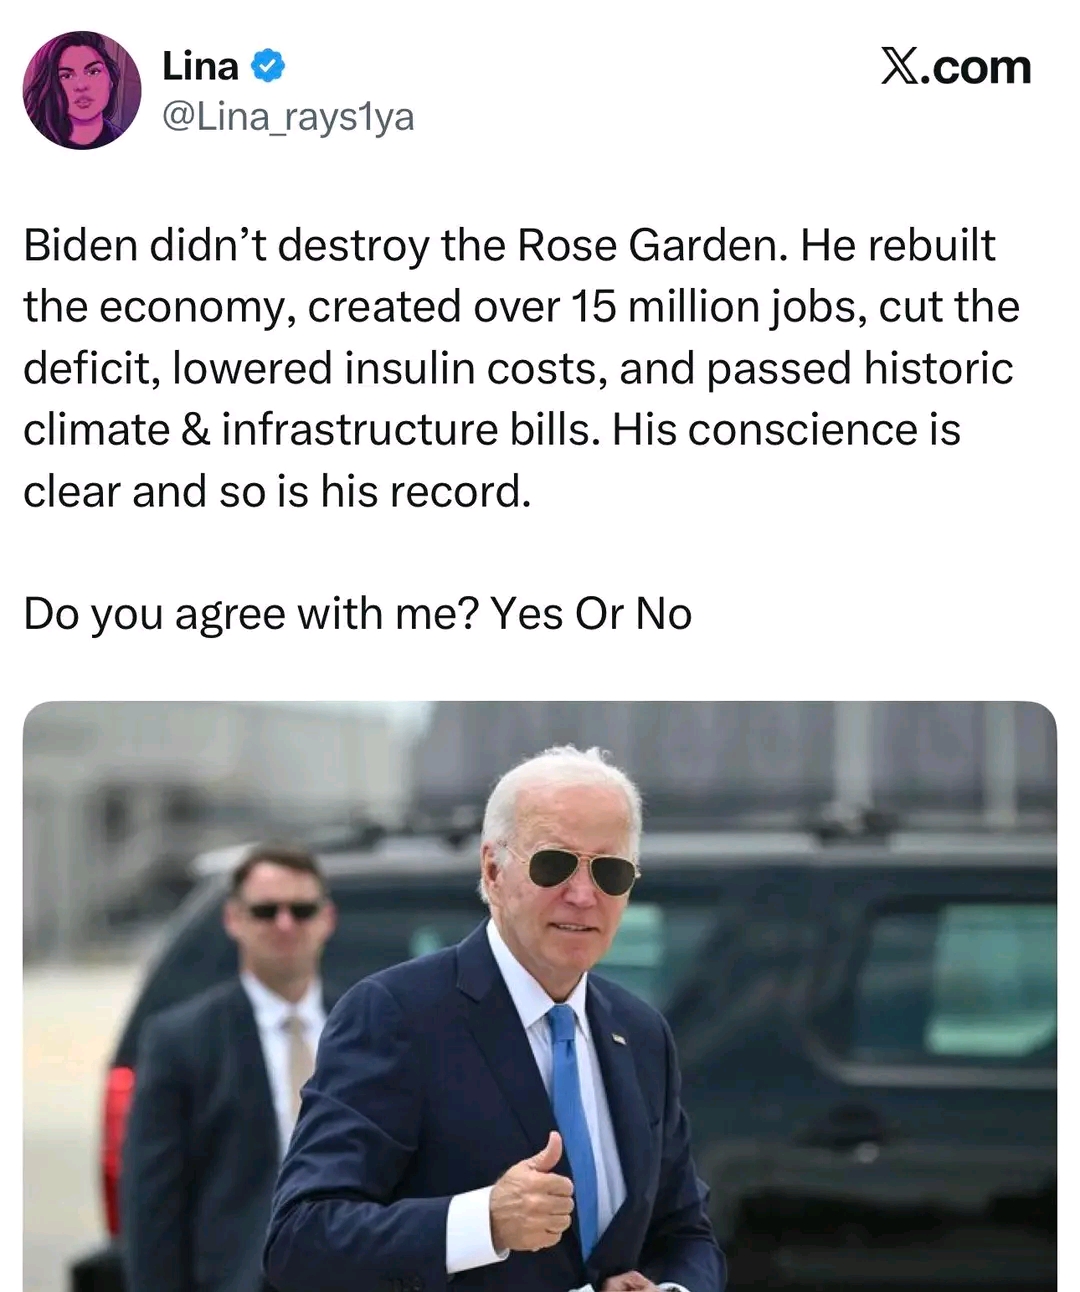 Lina
X.com
@Lina_rays1ya
Biden didn’t destroy the Rose Garden. He rebuilt
the economy, created over 15 million jobs, cut the
deficit, lowered insulin costs, and passed historic
climate & infrastructure bills. His conscience is
clear and so is his record.
Do you agree with me? Yes Or No